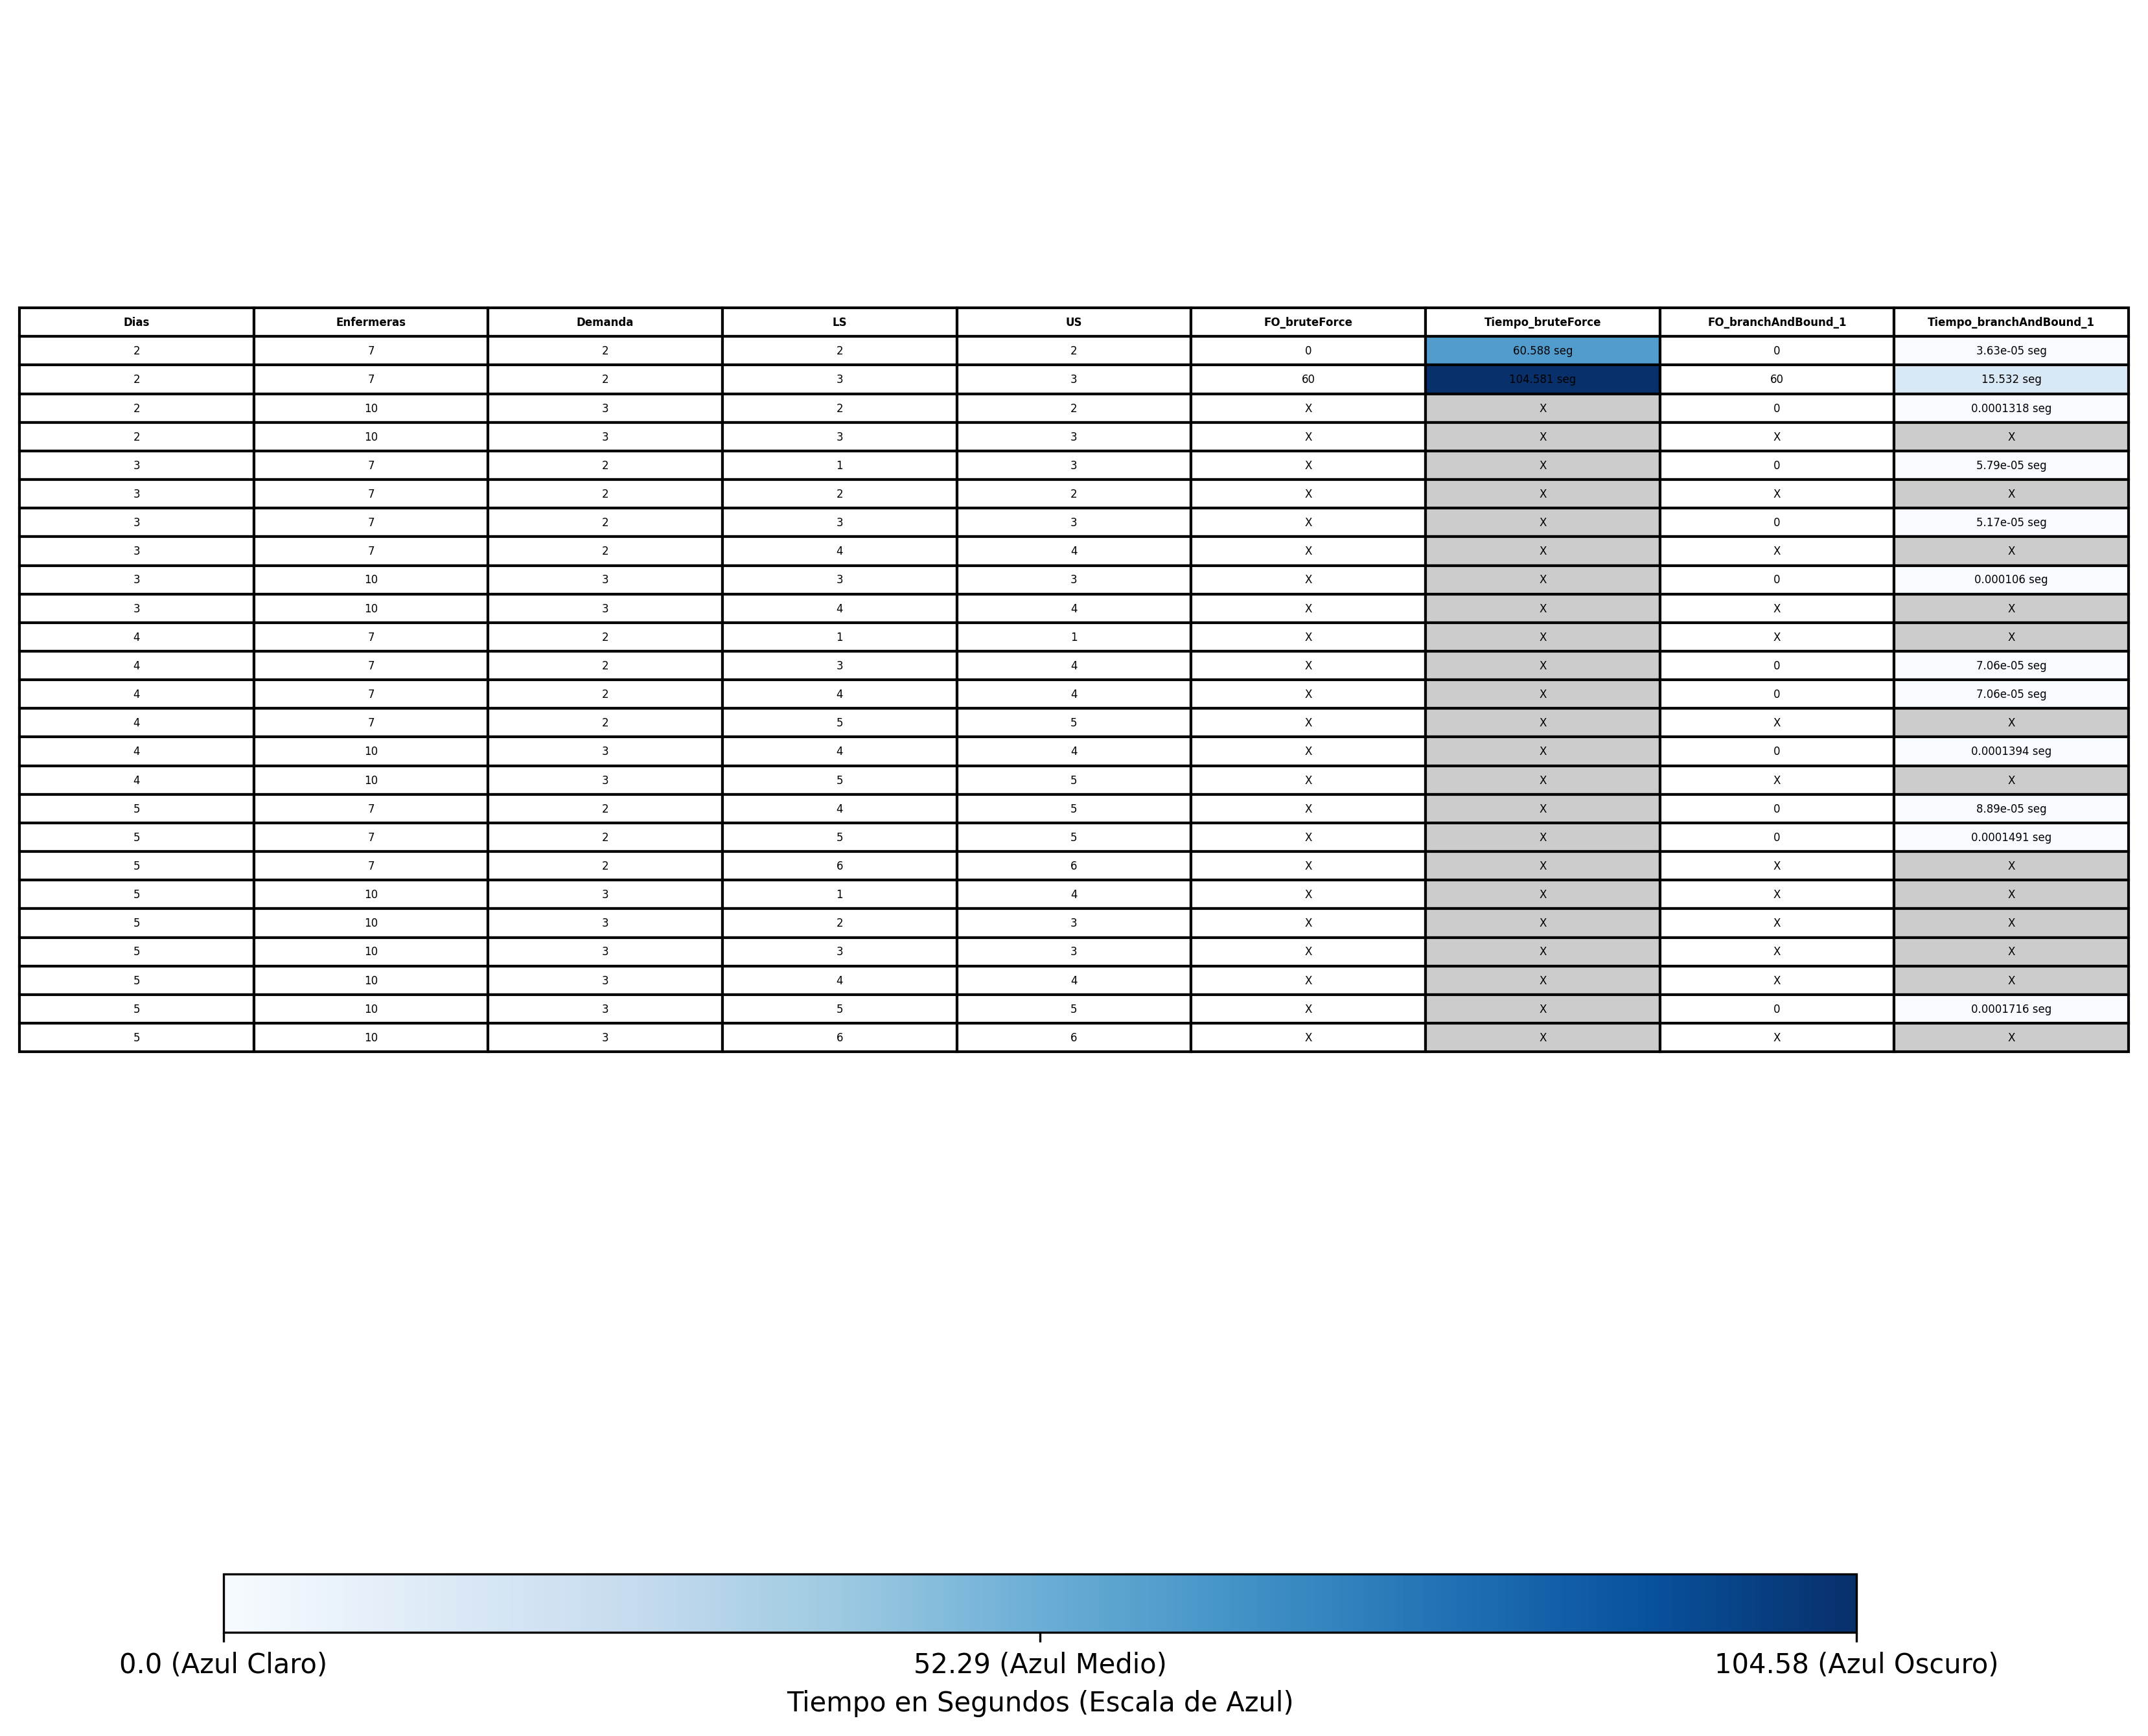 Dias Enfermeras Demanda LS US FO_bruteForce Tiempo_bruteForce FO_branchAndBound_1 Tiempo_branchAndBound_1
2 7 2 2 2 0 60.588 seg 0 3.63e-05 seg
2 7 2 3 3 60 104.581 seg 60 15.532 seg
2 10 3 2 2 X X 0 0.0001318 seg
2 10 3 3 3 X X X X
3 7 2 1 3 X X 0 5.79e-05 seg
3 7 2 2 2 X X X X
3 7 2 3 3 X X 0 5.17e-05 seg
3 7 2 4 4 X X X X
3 10 3 3 3 X X 0 0.000106 seg
3 10 3 4 4 X X X X
4 7 2 1 1 X X X X
4 7 2 3 4 X X 0 7.06e-05 seg
4 7 2 4 4 X X 0 7.06e-05 seg
4 7 2 5 5 X X X X
4 10 3 4 4 X X 0 0.0001394 seg
4 10 3 5 5 X X X X
5 7 2 4 5 X X 0 8.89e-05 seg
5 7 2 5 5 X X 0 0.0001491 seg
5 7 2 6 6 X X X X
5 10 3 1 4 X X X X
5 10 3 2 3 X X X X
5 10 3 3 3 X X X X
5 10 3 4 4 X X X X
5 10 3 5 5 X X 0 0.0001716 seg
5 10 3 6 6 X X X X
0.0 (Azul Claro) 52.29 (Azul Medio) 104.58 (Azul Oscuro)
Tiempo en Segundos (Escala de Azul)